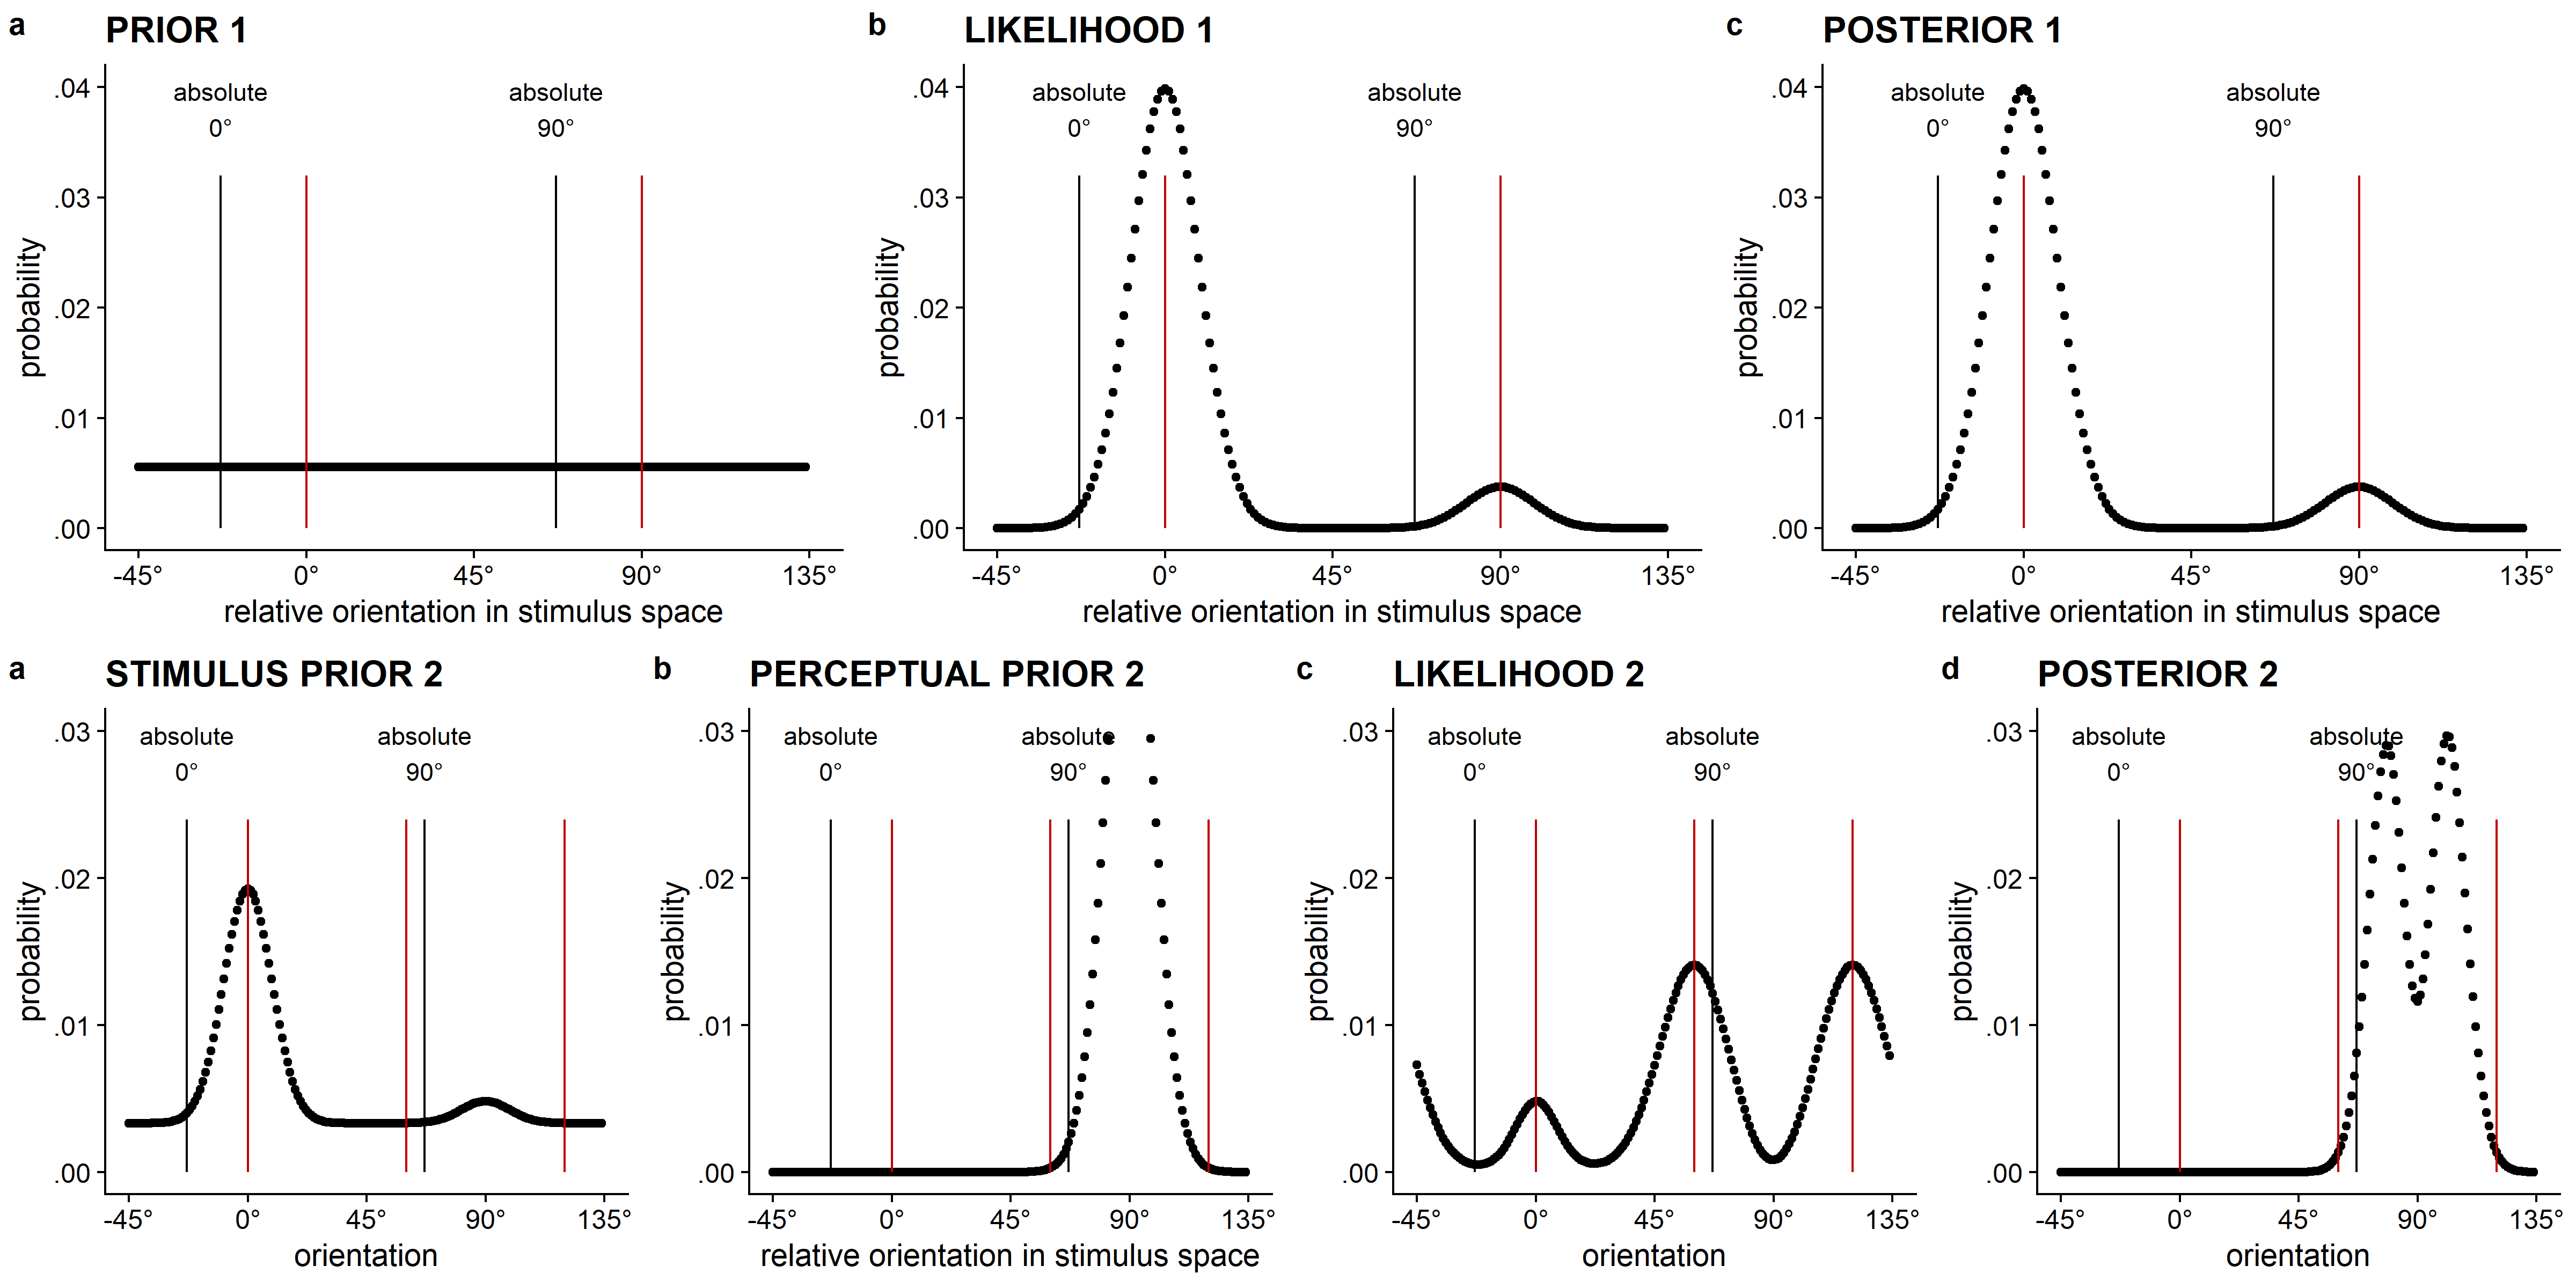 a PRIOR 1
absolute absolute
0° 90°
.04
.03
.02
.01
.00
probability
-45° 0° 45° 90° 135°
relative orientation in stimulus space
b LIKELIHOOD 1
absolute absolute
0° 90°
.04
.03
.02
.01
.00
probability
-45° 0° 45° 90° 135°
relative orientation in stimulus space
c POSTERIOR 1
absolute absolute
0° 90°
.04
.03
.02
.01
.00
probability
-45° 0° 45° 90° 135°
relative orientation in stimulus space
a STIMULUS PRIOR 2
.03
absolute absolute
0° 90°
.02
.01
.00
probability
-45° 0° 45° 90° 135°
orientation
b PERCEPTUAL PRIOR 2
.03
absolute absolute
0° 90°
.02
.01
.00
probability
-45° 0° 45° 90° 135°
relative orientation in stimulus space
c LIKELIHOOD 2
.03
absolute absolute
0° 90°
.02
.01
.00
probability
-45° 0° 45° 90° 135°
orientation
d POSTERIOR 2
.03
absolute absolute
0° 90°
.02
.01
.00
probability
-45° 0° 45° 90° 135°
orientation